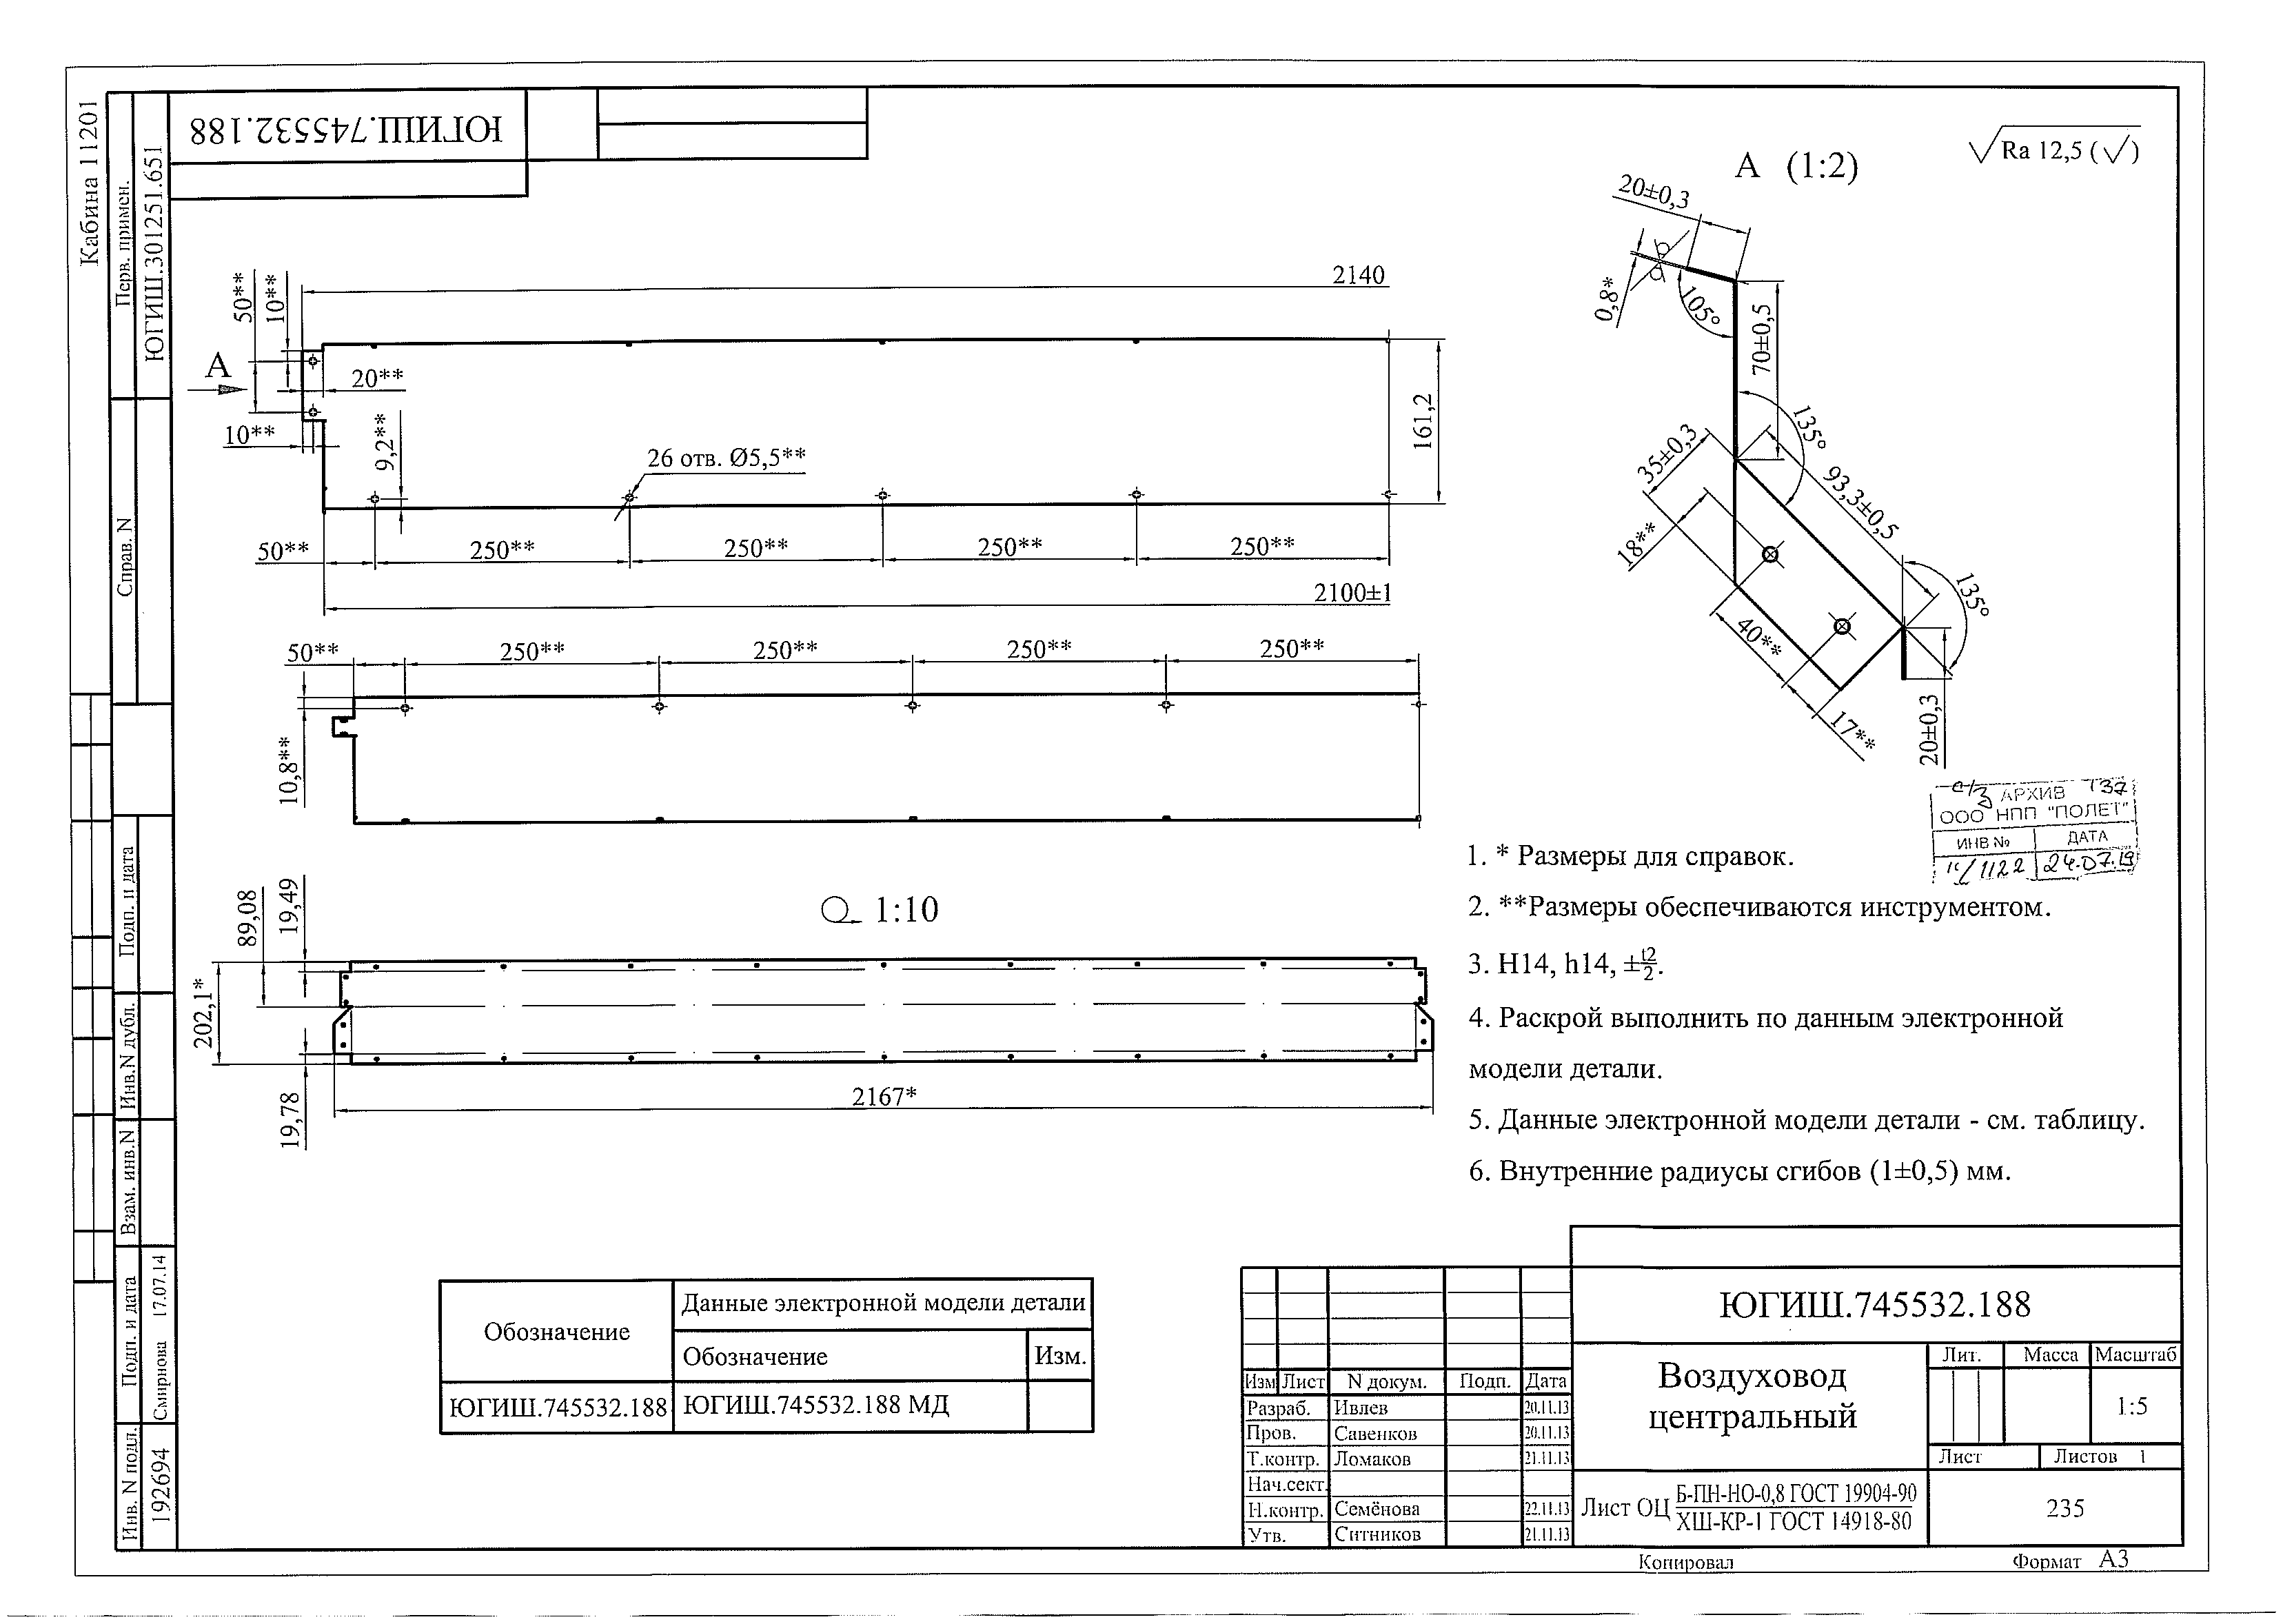 Кабина 11201
Перв. примен.
ЮГИШ.301251.651
Справ. N
Подп. и дата
Инв.N дубл.
Взам. инв.N
Подп. и дата
Смирнова 17.07.14
Инв. N подл.
192694
ЮГИШ.745532.188
√Ra 12,5 (√)
50**
10**
2140
А
20**
10**
9,2**
26 отв. Ø5,5**
161,2
50**
250**
250**
250**
250**
2100±1
50**
250**
250**
250**
250**
10,8**
А (1:2)
20±0,3
0,8*
105°
70±0,5
135°
35±0,3
93,3±0,5
18**
135°
40**
17**
20±0,3
1:10
89,08
19,49
202,1*
19,78
2167*
АРХИВ 137
ООО НПП "ПОЛЕТ"
ИНВ № ДАТА
11/1122 24.07.19
1. * Размеры для справок.
2. **Размеры обеспечиваются инструментом.
3. H14, h14, ±t2/2.
4. Раскрой выполнить по данным электронной
модели детали.
5. Данные электронной модели детали - см. таблицу.
6. Внутренние радиусы сгибов (1±0,5) мм.
Обозначение
Данные электронной модели детали
Обозначение Изм.
ЮГИШ.745532.188 ЮГИШ.745532.188 МД
ЮГИШ.745532.188
Воздуховод
центральный
Лит. Масса Масштаб
1:5
Лист Листов 1
Изм Лист N докум. Подп. Дата
Разраб. Ивлев 20.11.13
Пров. Савенков 20.11.13
Т.контр. Ломаков 21.11.13
Нач.сект.
Н.контр. Семёнова 22.11.13
Утв. Ситников 21.11.13
Лист ОЦ Б-ПН-НО-0,8 ГОСТ 19904-90
ХШ-КР-1 ГОСТ 14918-80
235
Копировал Формат А3